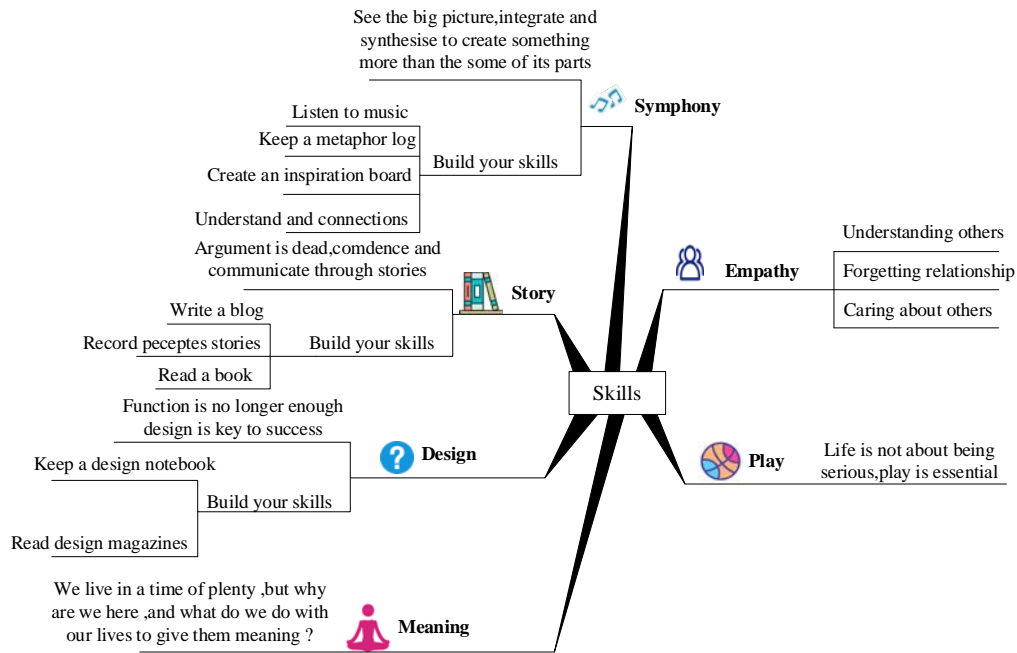 See the big picture,integrate and
synthesise to create something
more than the some of its parts
Symphony
Listen to music
Keep a metaphor log
Build your skills
Create an inspiration board
Understand and connections
Argument is dead,comdence and
communicate through stories
Story
Write a blog
Record peceptes stories
Build your skills
Read a book
Function is no longer enough
design is key to success
Design
Keep a design notebook
Build your skills
Read design magazines
We live in a time of plenty ,but why
are we here ,and what do we do with
our lives to give them meaning ?
Meaning
Skills
Empathy
Understanding others
Forgetting relationship
Caring about others
Play
Life is not about being
serious,play is essential